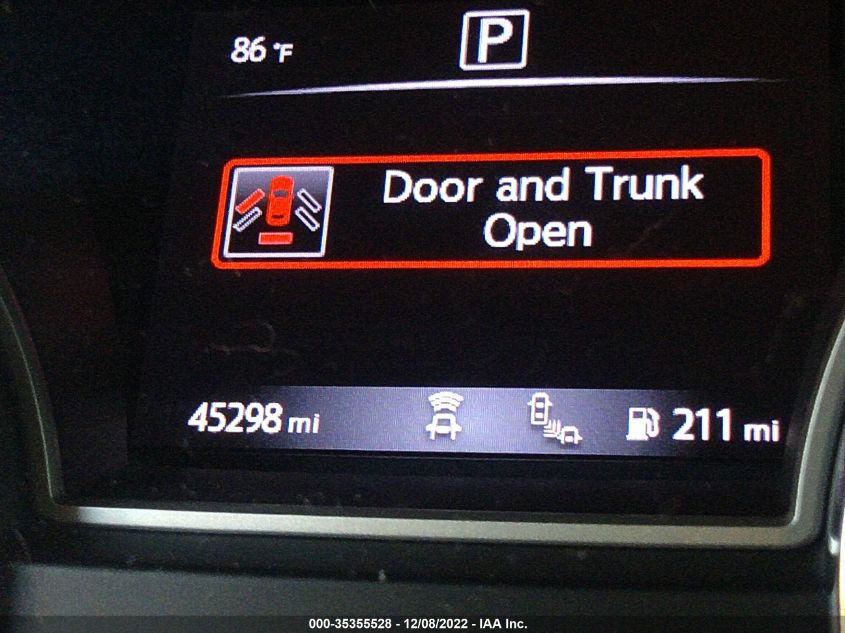 86 °F
P
Door and Trunk
Open
45298 mi
211 mi
000-35355528 - 12/08/2022 - IAA Inc.